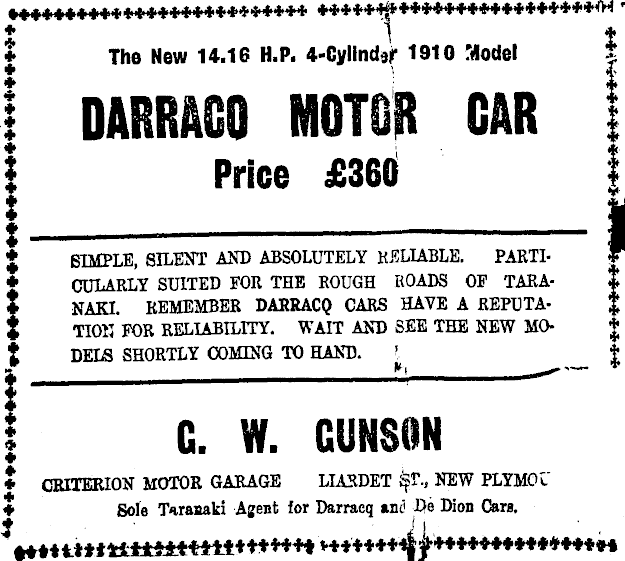 The New 14.16 H.P. 4-Cylinder 1910 Model
DARRACQ MOTOR CAR
Price £360
SIMPLE, SILENT AND ABSOLUTELY RELIABLE. PARTI-
CULARLY SUITED FOR THE ROUGH ROADS OF TARA-
NAKI. REMEMBER DARRACQ CARS HAVE A REPUTA-
TION FOR RELIABILITY. WAIT AND SEE THE NEW MO-
DELS SHORTLY COMING TO HAND.
G. W. GUNSON
CRITERION MOTOR GARAGE LIARDET ST., NEW PLYMOU
Sole Taranaki Agent for Darracq and De Dion Cars.